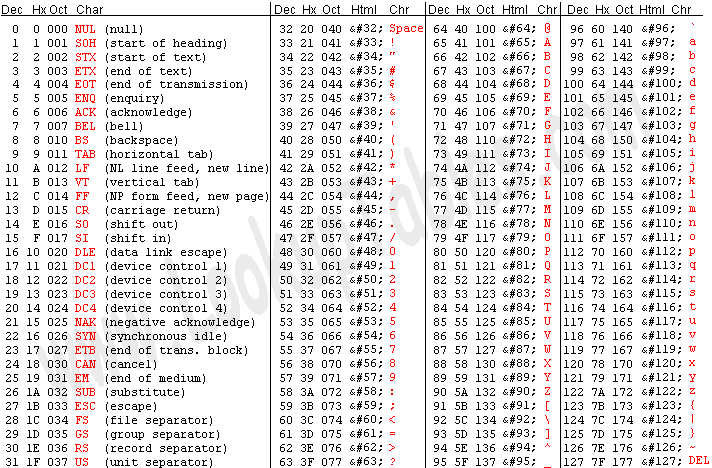 Dec Hx Oct Char Dec Hx Oct Html Chr Dec Hx Oct Html Chr Dec Hx Oct Html Chr
0 0 000 NUL (null) 32 20 040 &#32; Space 64 40 100 &#64; @ 96 60 140 &#96; `
1 1 001 SOH (start of heading) 33 21 041 &#33; ! 65 41 101 &#65; A 97 61 141 &#97; a
2 2 002 STX (start of text) 34 22 042 &#34; " 66 42 102 &#66; B 98 62 142 &#98; b
3 3 003 ETX (end of text) 35 23 043 &#35; # 67 43 103 &#67; C 99 63 143 &#99; c
4 4 004 EOT (end of transmission) 36 24 044 &#36; $ 68 44 104 &#68; D 100 64 144 &#100; d
5 5 005 ENQ (enquiry) 37 25 045 &#37; % 69 45 105 &#69; E 101 65 145 &#101; e
6 6 006 ACK (acknowledge) 38 26 046 &#38; & 70 46 106 &#70; F 102 66 146 &#102; f
7 7 007 BEL (bell) 39 27 047 &#39; ' 71 47 107 &#71; G 103 67 147 &#103; g
8 8 010 BS (backspace) 40 28 050 &#40; ( 72 48 110 &#72; H 104 68 150 &#104; h
9 9 011 TAB (horizontal tab) 41 29 051 &#41; ) 73 49 111 &#73; I 105 69 151 &#105; i
10 A 012 LF (NL line feed, new line) 42 2A 052 &#42; * 74 4A 112 &#74; J 106 6A 152 &#106; j
11 B 013 VT (vertical tab) 43 2B 053 &#43; + 75 4B 113 &#75; K 107 6B 153 &#107; k
12 C 014 FF (NP form feed, new page) 44 2C 054 &#44; , 76 4C 114 &#76; L 108 6C 154 &#108; l
13 D 015 CR (carriage return) 45 2D 055 &#45; - 77 4D 115 &#77; M 109 6D 155 &#109; m
14 E 016 SO (shift out) 46 2E 056 &#46; . 78 4E 116 &#78; N 110 6E 156 &#110; n
15 F 017 SI (shift in) 47 2F 057 &#47; / 79 4F 117 &#79; O 111 6F 157 &#111; o
16 10 020 DLE (data link escape) 48 30 060 &#48; 0 80 50 120 &#80; P 112 70 160 &#112; p
17 11 021 DC1 (device control 1) 49 31 061 &#49; 1 81 51 121 &#81; Q 113 71 161 &#113; q
18 12 022 DC2 (device control 2) 50 32 062 &#50; 2 82 52 122 &#82; R 114 72 162 &#114; r
19 13 023 DC3 (device control 3) 51 33 063 &#51; 3 83 53 123 &#83; S 115 73 163 &#115; s
20 14 024 DC4 (device control 4) 52 34 064 &#52; 4 84 54 124 &#84; T 116 74 164 &#116; t
21 15 025 NAK (negative acknowledge) 53 35 065 &#53; 5 85 55 125 &#85; U 117 75 165 &#117; u
22 16 026 SYN (synchronous idle) 54 36 066 &#54; 6 86 56 126 &#86; V 118 76 166 &#118; v
23 17 027 ETB (end of trans. block) 55 37 067 &#55; 7 87 57 127 &#87; W 119 77 167 &#119; w
24 18 030 CAN (cancel) 56 38 070 &#56; 8 88 58 130 &#88; X 120 78 170 &#120; x
25 19 031 EM (end of medium) 57 39 071 &#57; 9 89 59 131 &#89; Y 121 79 171 &#121; y
26 1A 032 SUB (substitute) 58 3A 072 &#58; : 90 5A 132 &#90; Z 122 7A 172 &#122; z
27 1B 033 ESC (escape) 59 3B 073 &#59; ; 91 5B 133 &#91; [ 123 7B 173 &#123; {
28 1C 034 FS (file separator) 60 3C 074 &#60; < 92 5C 134 &#92; \ 124 7C 174 &#124; |
29 1D 035 GS (group separator) 61 3D 075 &#61; = 93 5D 135 &#93; ] 125 7D 175 &#125; }
30 1E 036 RS (record separator) 62 3E 076 &#62; > 94 5E 136 &#94; ^ 126 7E 176 &#126; ~
31 1F 037 US (unit separator) 63 3F 077 &#63; ? 95 5F 137 &#95; _ 127 7F 177 &#127; DEL